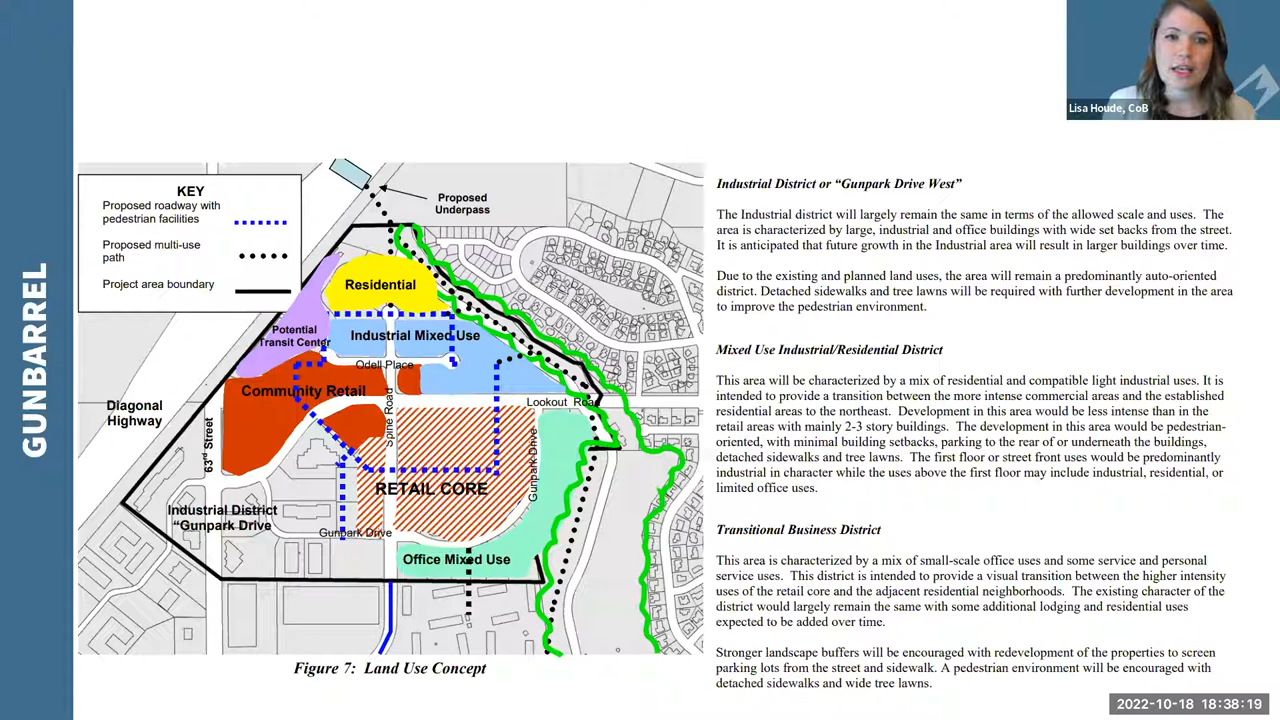 GUNBARREL
Lisa Houde, CoB
KEY
Proposed roadway with
pedestrian facilities
Proposed multi-use
path
Project area boundary
Proposed
Underpass
Residential
Potential
Transit Center
Industrial Mixed Use
Odell Place
Community Retail
Lookout Road
Diagonal
Highway
63rd Street
Spine Road
Gunpark Drive
RETAIL CORE
Industrial District
“Gunpark Drive
Gunpark Drive
Office Mixed Use
Figure 7: Land Use Concept
Industrial District or “Gunpark Drive West”
The Industrial district will largely remain the same in terms of the allowed scale and uses. The
area is characterized by large, industrial and office buildings with wide set backs from the street.
It is anticipated that future growth in the Industrial area will result in larger buildings over time.
Due to the existing and planned land uses, the area will remain a predominantly auto-oriented
district. Detached sidewalks and tree lawns will be required with further development in the area
to improve the pedestrian environment.
Mixed Use Industrial/Residential District
This area will be characterized by a mix of residential and compatible light industrial uses. It is
intended to provide a transition between the more intense commercial areas and the established
residential areas to the northeast. Development in this area would be less intense than in the
retail areas with mainly 2-3 story buildings. The development in this area would be pedestrian-
oriented, with minimal building setbacks, parking to the rear of or underneath the buildings,
detached sidewalks and tree lawns. The first floor or street front uses would be predominantly
industrial in character while the uses above the first floor may include industrial, residential, or
limited office uses.
Transitional Business District
This area is characterized by a mix of small-scale office uses and some service and personal
service uses. This district is intended to provide a visual transition between the higher intensity
uses of the retail core and the adjacent residential neighborhoods. The existing character of the
district would largely remain the same with some additional lodging and residential uses
expected to be added over time.
Stronger landscape buffers will be encouraged with redevelopment of the properties to screen
parking lots from the street and sidewalk. A pedestrian environment will be encouraged with
detached sidewalks and wide tree lawns.
2022-10-18 18:38:19